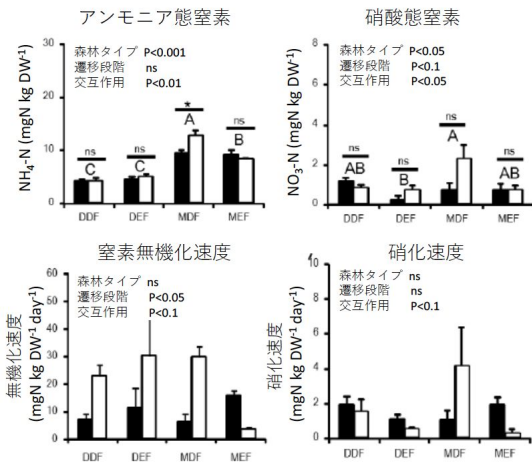 アンモニア態窒素
NH₄-N (mgN kg DW⁻¹)
30
20
10
0
森林タイプ P<0.001
遷移段階 ns
交互作用 P<0.01
ns
C
ns
C
*
A
ns
B
DDF DEF MDF MEF
硝酸態窒素
NO₃-N (mgN kg DW⁻¹)
8
6
4
2
0
森林タイプ P<0.05
遷移段階 P<0.1
交互作用 P<0.05
ns
AB
ns
B
ns
A
ns
AB
DDF DEF MDF MEF
窒素無機化速度
無機化速度
(mgN kg DW⁻¹ day⁻¹)
60
50
40
30
20
10
0
森林タイプ ns
遷移段階 P<0.05
交互作用 P<0.1
DDF DEF MDF MEF
硝化速度
硝化速度
(mgN kg DW⁻¹ day⁻¹)
10
8
6
4
2
0
森林タイプ ns
遷移段階 ns
交互作用 P<0.1
DDF DEF MDF MEF